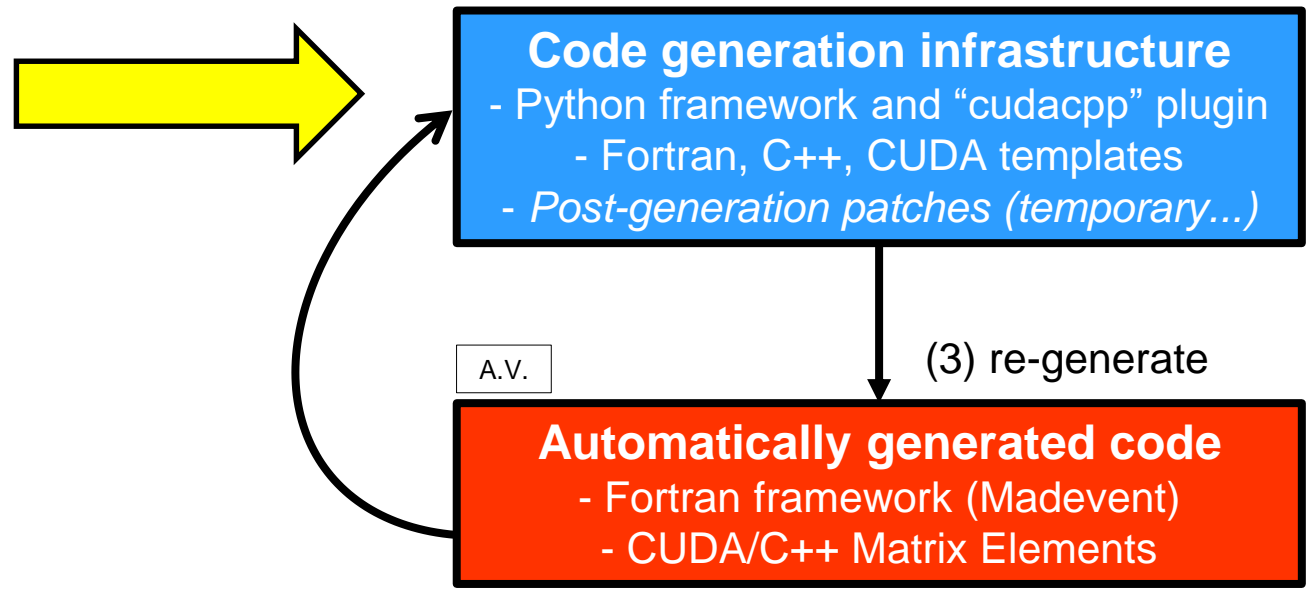 Code generation infrastructure
- Python framework and “cudacpp” plugin
- Fortran, C++, CUDA templates
- Post-generation patches (temporary...)
(3) re-generate
A.V.
Automatically generated code
- Fortran framework (Madevent)
- CUDA/C++ Matrix Elements